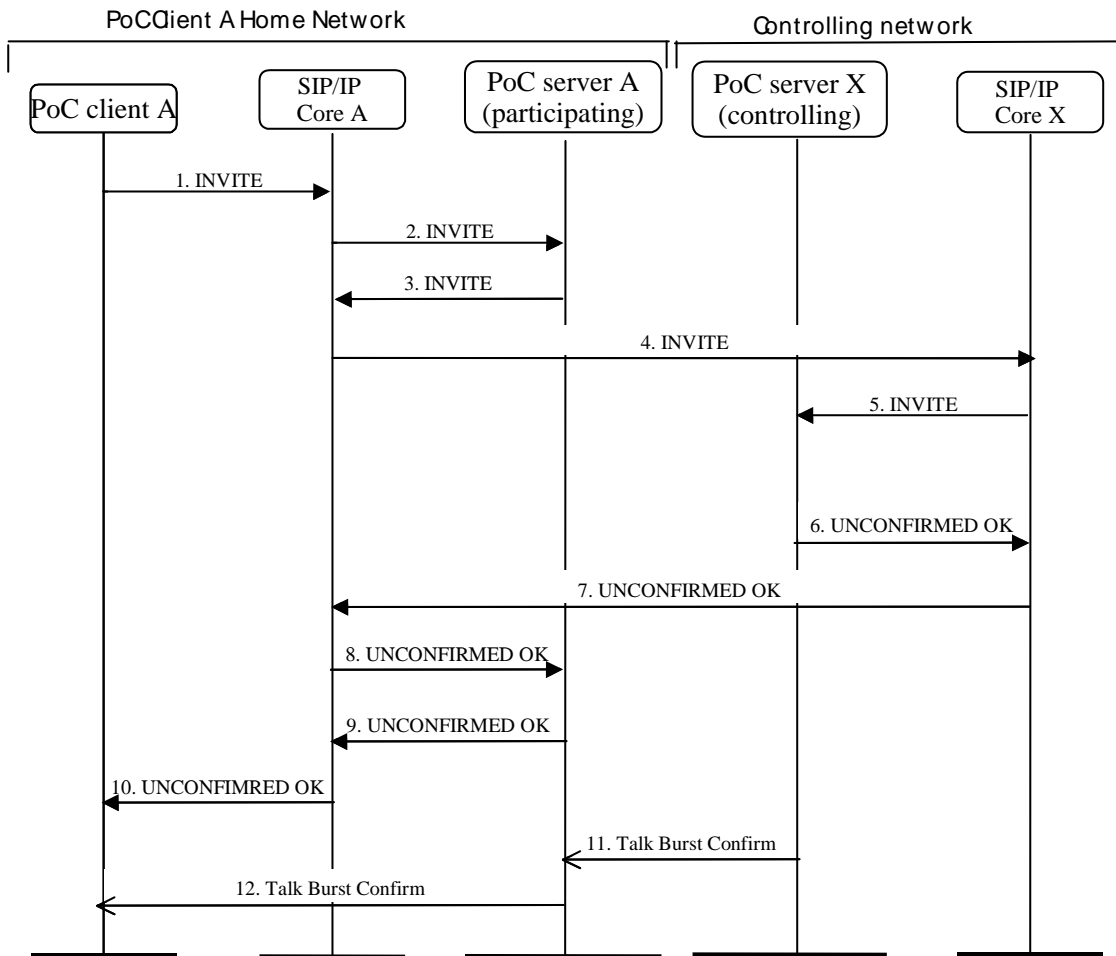 PoCClient A Home Network
Controlling network
PoC client A
SIP/IP
Core A
PoC server A
(participating)
PoC server X
(controlling)
SIP/IP
Core X
1. INVITE
2. INVITE
3. INVITE
4. INVITE
5. INVITE
6. UNCONFIRMED OK
7. UNCONFIRMED OK
8. UNCONFIRMED OK
9. UNCONFIRMED OK
10. UNCONFIMRED OK
11. Talk Burst Confirm
12. Talk Burst Confirm